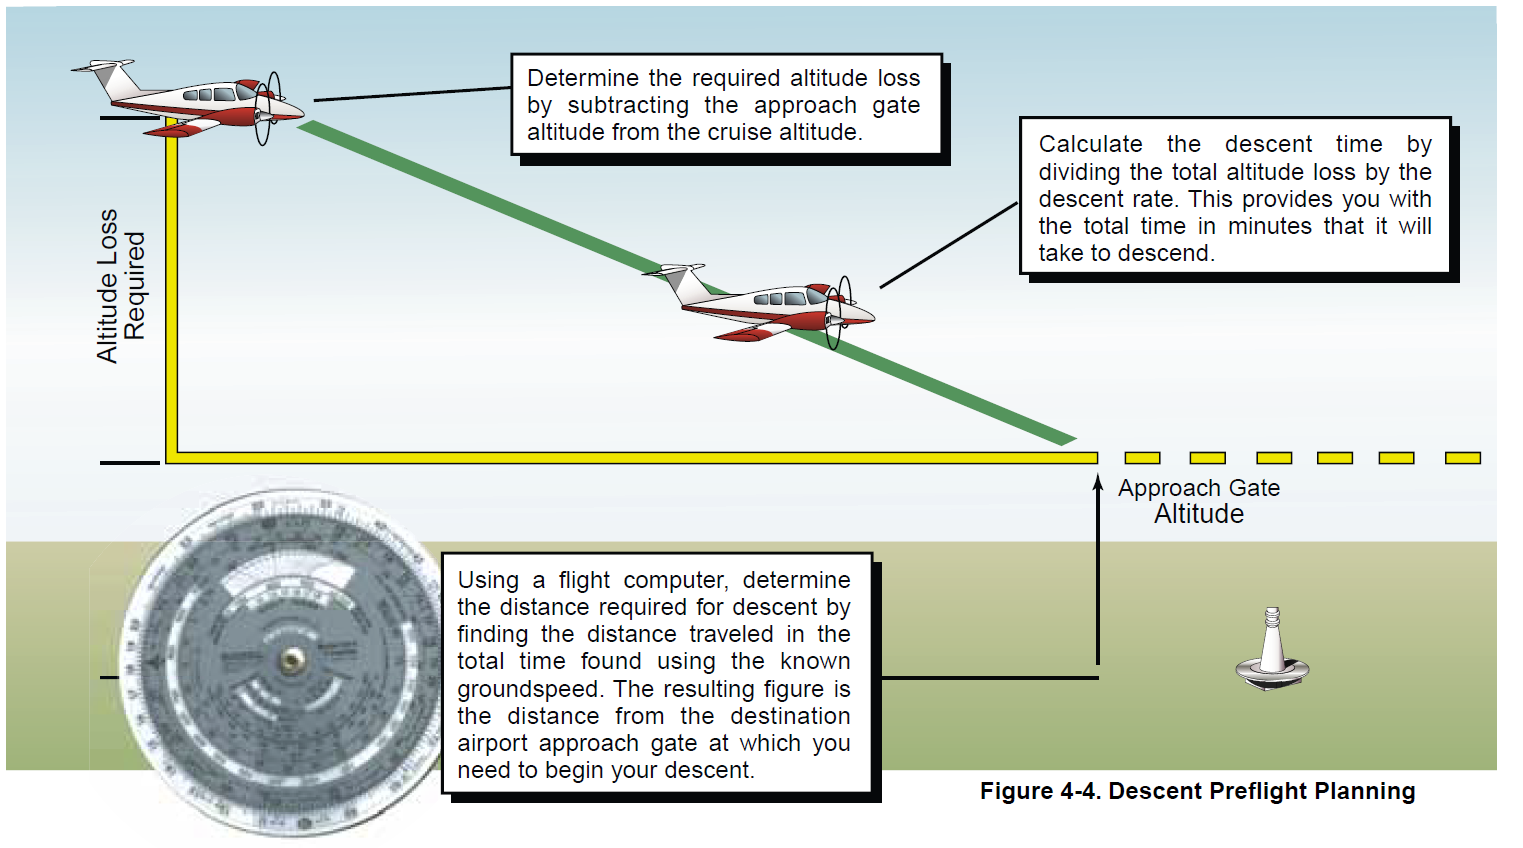 Determine the required altitude loss
by subtracting the approach gate
altitude from the cruise altitude.
Calculate the descent time by
dividing the total altitude loss by the
descent rate. This provides you with
the total time in minutes that it will
take to descend.
Altitude Loss
Required
Approach Gate
Altitude
Using a flight computer, determine
the distance required for descent by
finding the distance traveled in the
total time found using the known
groundspeed. The resulting figure is
the distance from the destination
airport approach gate at which you
need to begin your descent.
Figure 4-4. Descent Preflight Planning